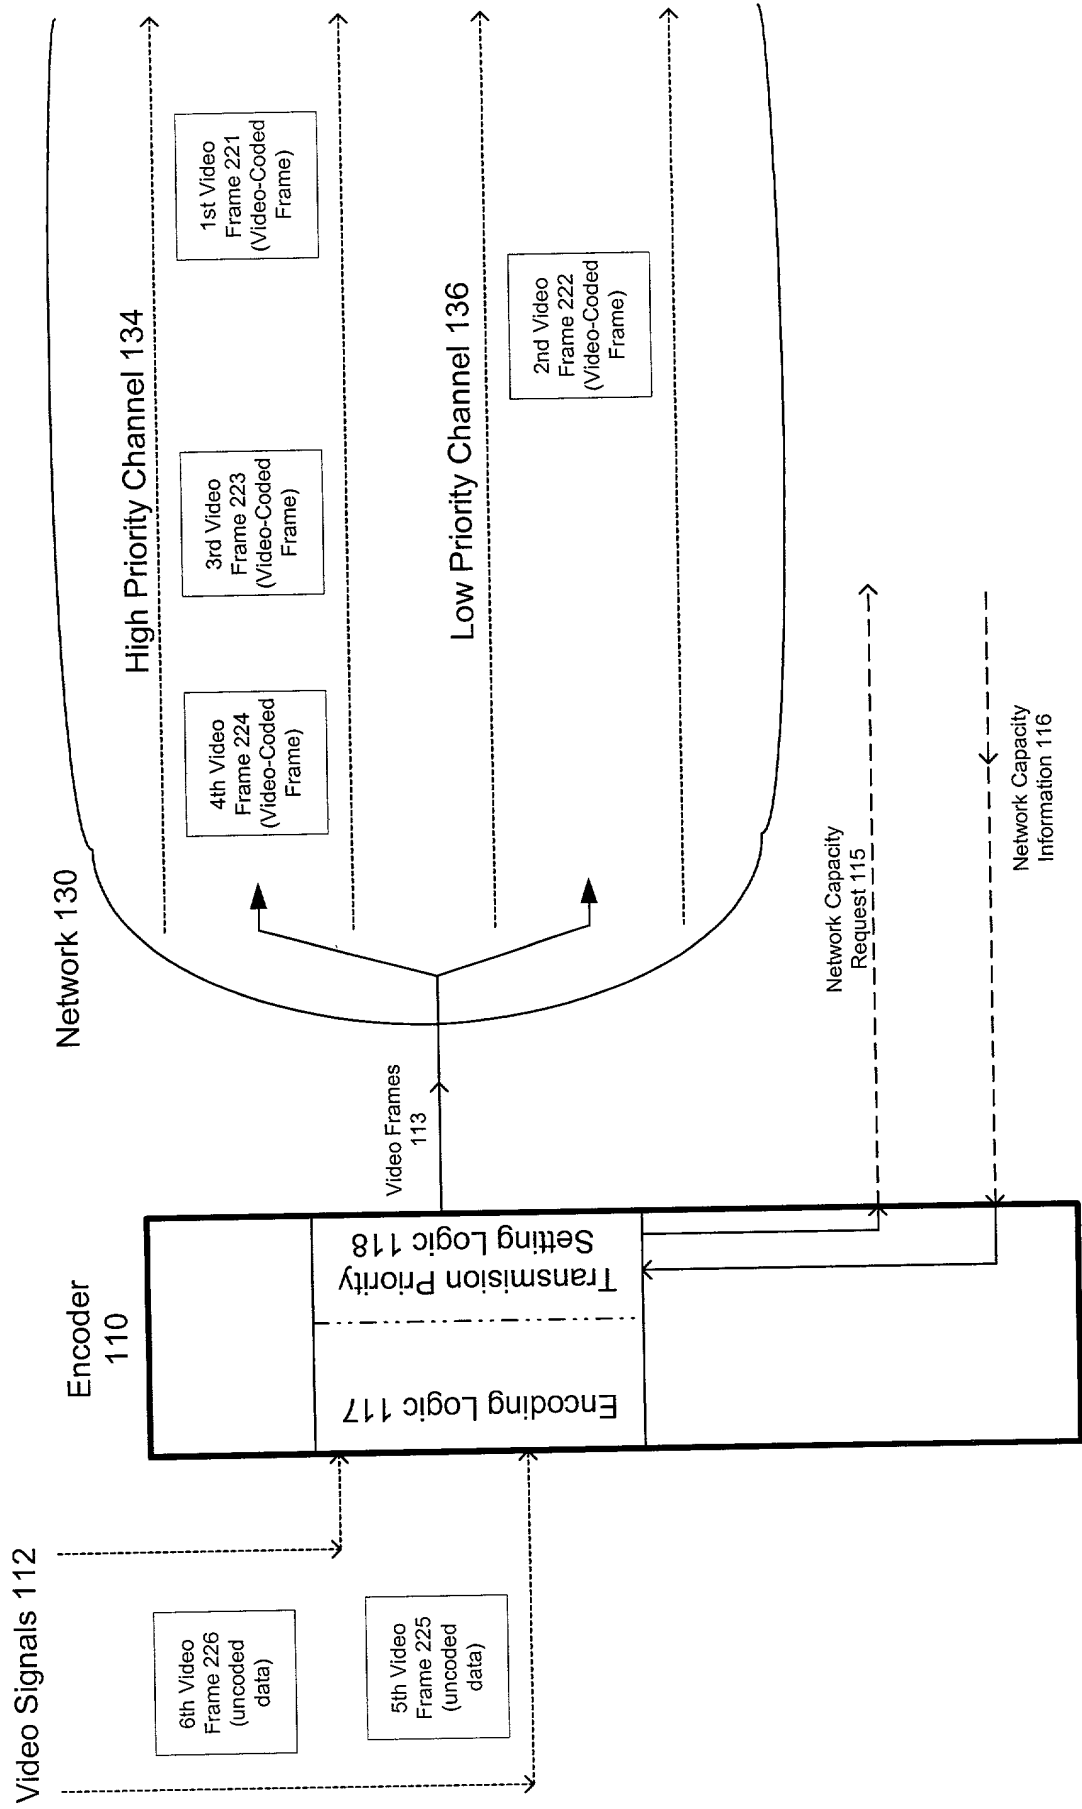 Video Signals 112
6th Video
Frame 226
(uncoded
data)
5th Video
Frame 225
(uncoded
data)
Encoder
110
Encoding Logic 117
Transmision Priority
Setting Logic 118
Video Frames
113
Network 130
High Priority Channel 134
4th Video
Frame 224
(Video-Coded
Frame)
3rd Video
Frame 223
(Video-Coded
Frame)
1st Video
Frame 221
(Video-Coded
Frame)
Low Priority Channel 136
2nd Video
Frame 222
(Video-Coded
Frame)
Network Capacity
Request 115
Network Capacity
Information 116